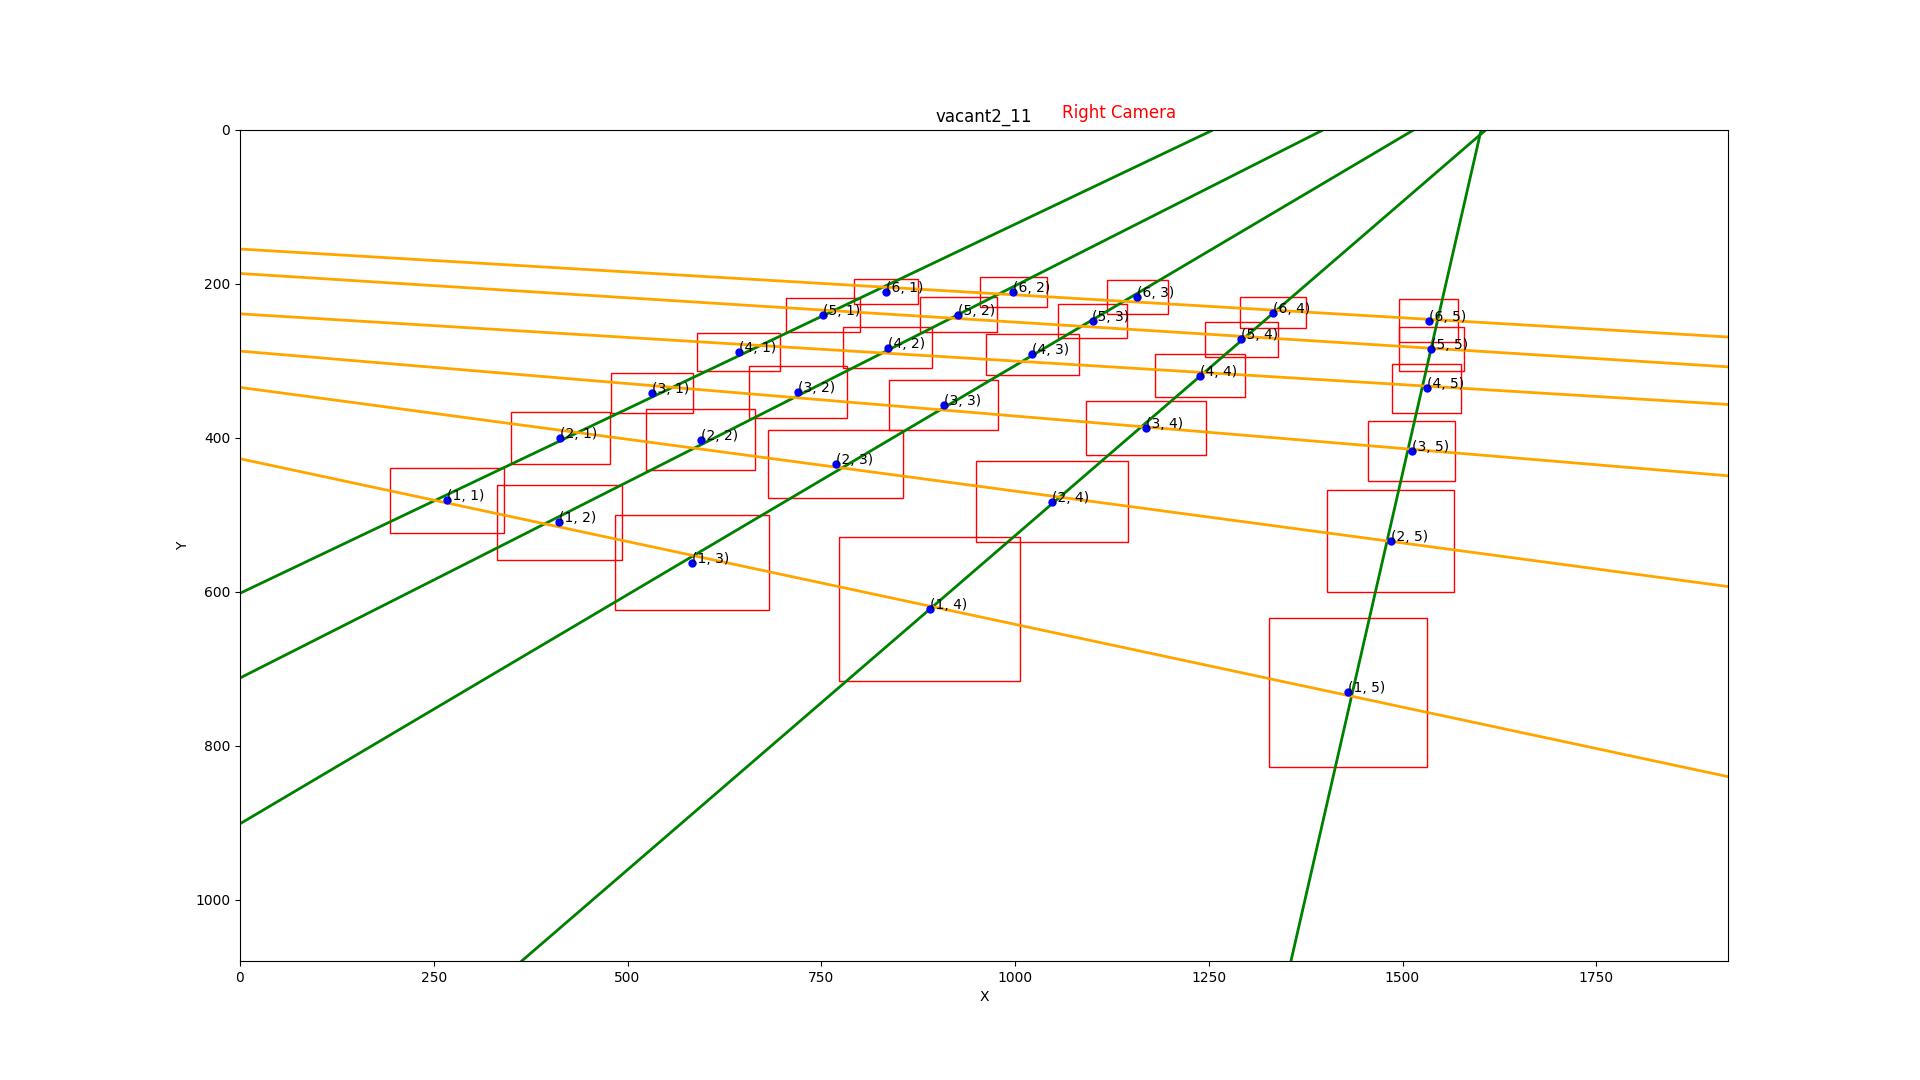 vacant2_11 Right Camera
0
200
400
600
800
1000
Y
(6, 1) (6, 2) (6, 3) (6, 4) (6, 5)
(5, 1) (5, 2) (5, 3) (5, 4) (5, 5)
(4, 1) (4, 2) (4, 3) (4, 4) (4, 5)
(3, 1) (3, 2) (3, 3) (3, 4) (3, 5)
(2, 1) (2, 2) (2, 3) (2, 4) (2, 5)
(1, 1) (1, 2) (1, 3) (1, 4) (1, 5)
0 250 500 750 1000 1250 1500 1750
X